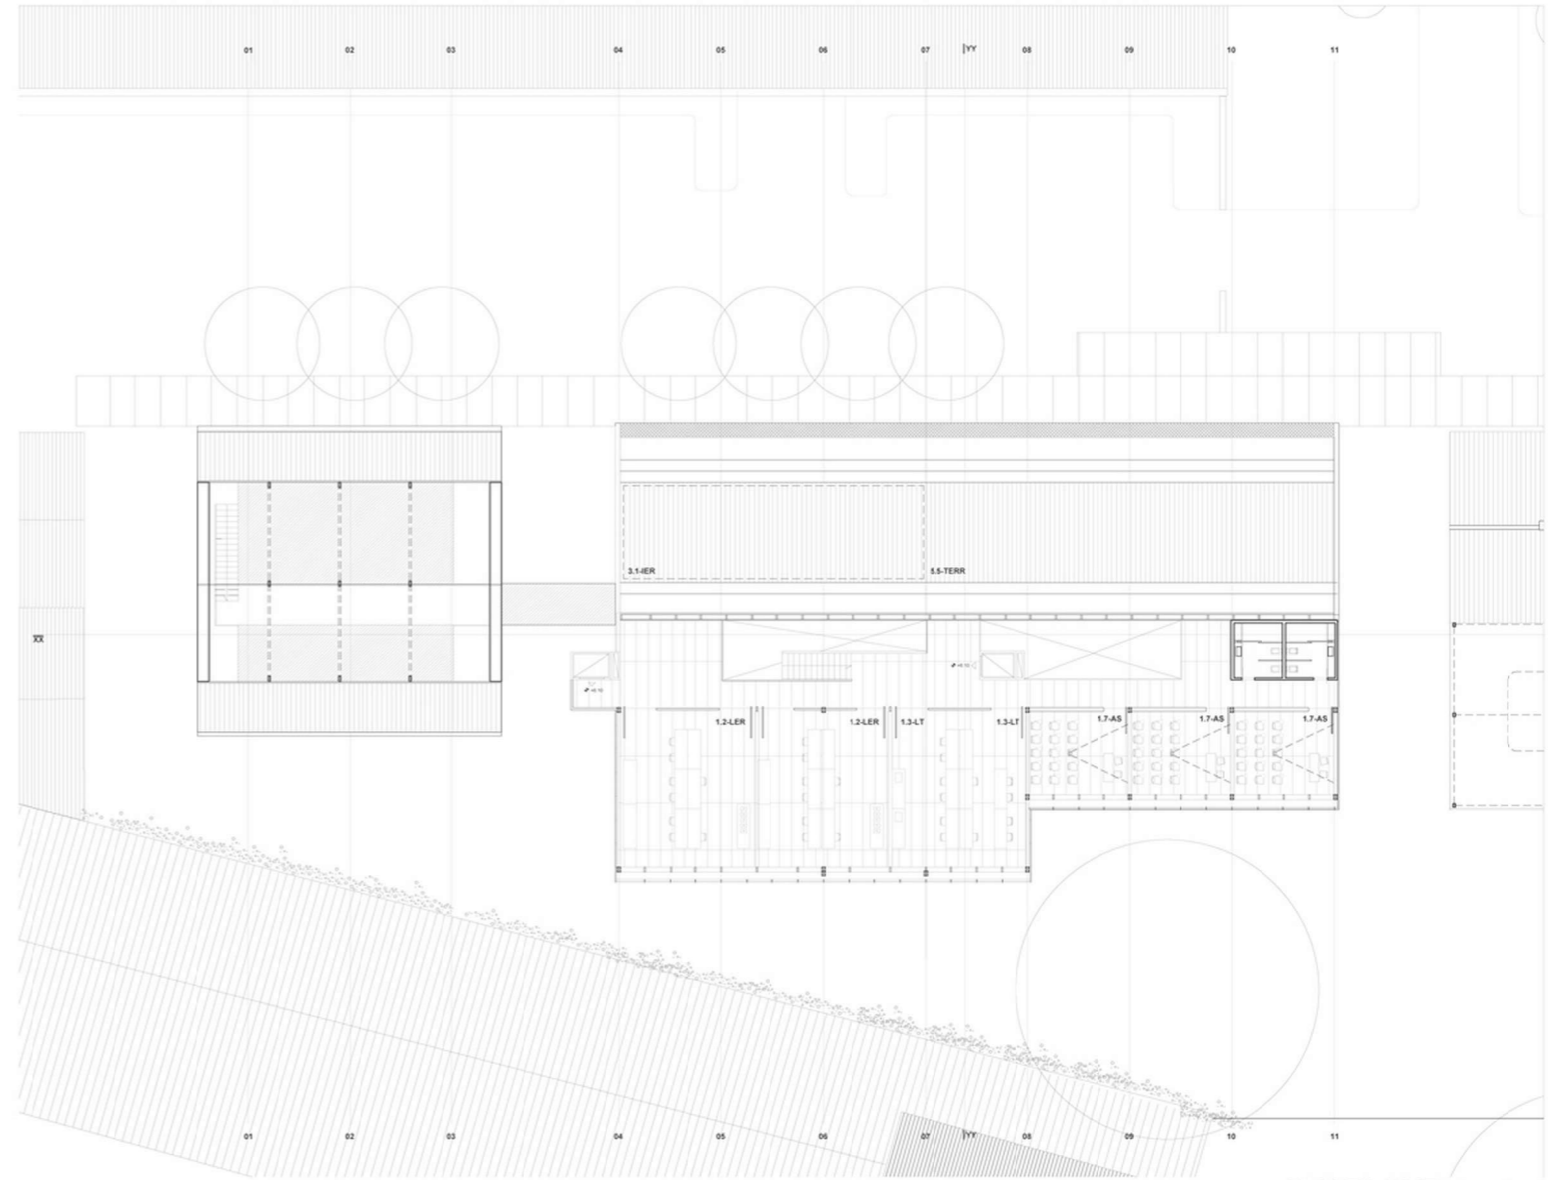 01 02 03 04 05 06 07 YY 08 09 10 11
3.1-IER 5.5-TERR
XX
1.2-LER 1.2-LER 1.3-LT 1.3-LT 1.7-AS 1.7-AS 1.7-AS
01 02 03 04 05 06 07 YY 08 09 10 11